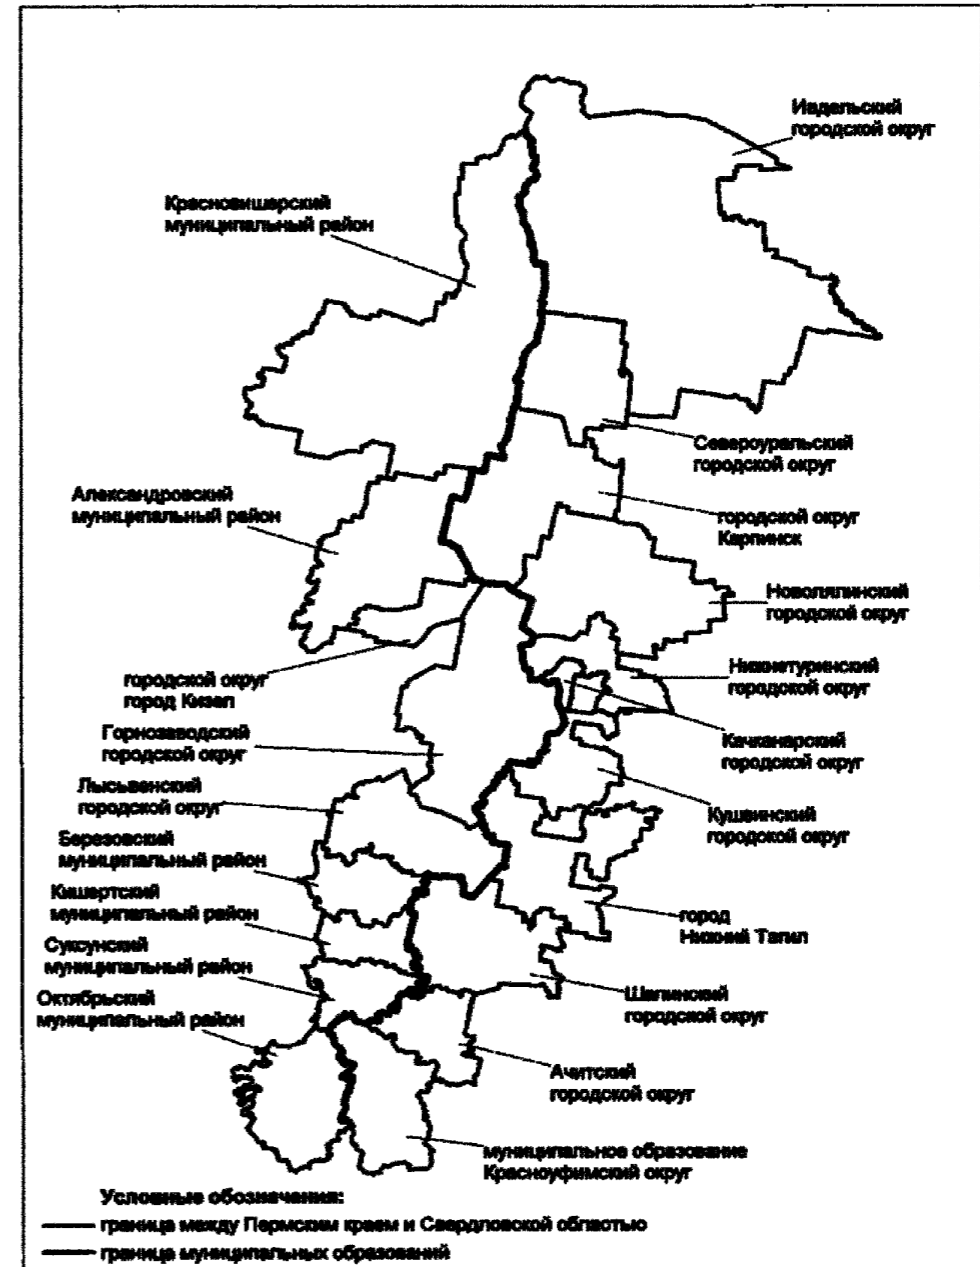 Ивдельский
городской округ
Красновишерский
муниципальный район
Североуральский
городской округ
Александровский
муниципальный район
городской округ
Карпинск
Новолялинский
городской округ
Нижнетуринский
городской округ
городской округ
город Кизел
Горнозаводский
городской округ
Качканарский
городской округ
Лысьвенский
городской округ
Кушвинский
городской округ
Березовский
муниципальный район
Кишертский
муниципальный район
город
Нижний Тагил
Суксунский
муниципальный район
Октябрьский
муниципальный район
Шалинский
городской округ
Ачитский
городской округ
муниципальное образование
Красноуфимский округ
Условные обозначения:
граница между Пермским краем и Свердловской областью
граница муниципальных образований